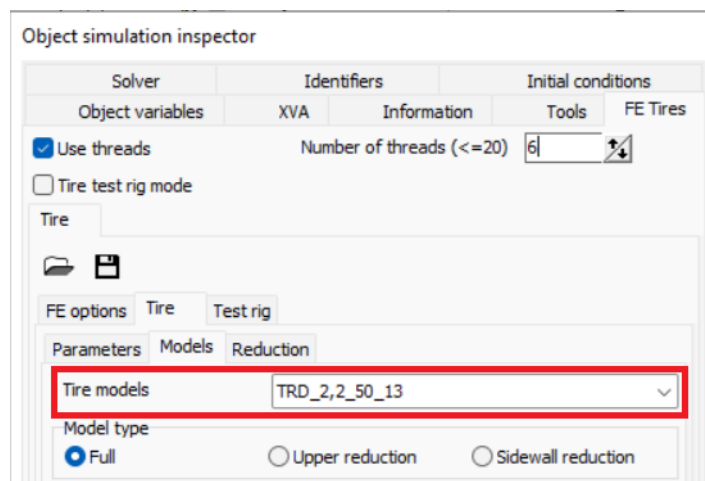 Object simulation inspector
Solver Identifiers Initial conditions
Object variables XVA Information Tools FE Tires
Use threads Number of threads (<=20) 6
Tire test rig mode
Tire
FE options Tire Test rig
Parameters Models Reduction
Tire models TRD_2,2_50_13
Model type
Full Upper reduction Sidewall reduction